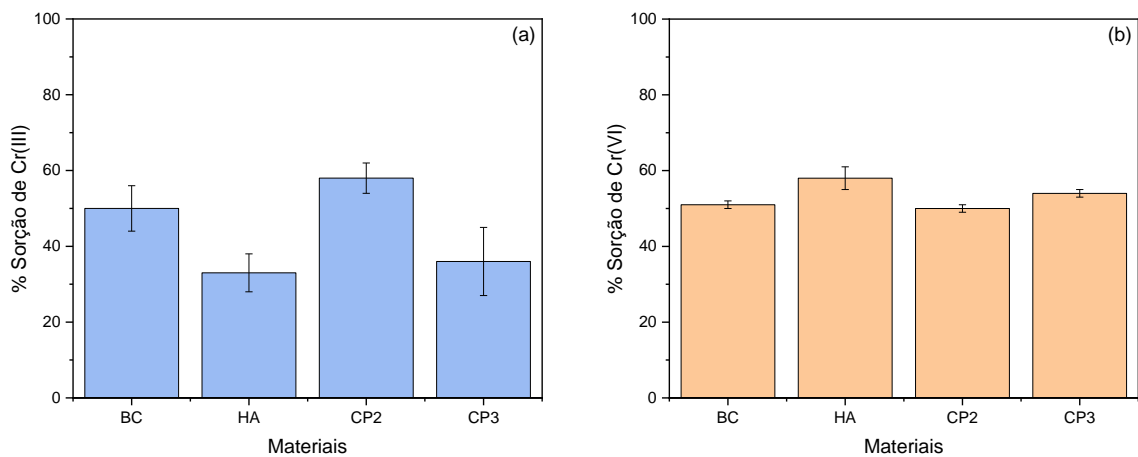 (a)
% Sorção de Cr(III)
100
80
60
40
20
0
BC HA CP2 CP3
Materiais
(b)
% Sorção de Cr(VI)
100
80
60
40
20
0
BC HA CP2 CP3
Materiais